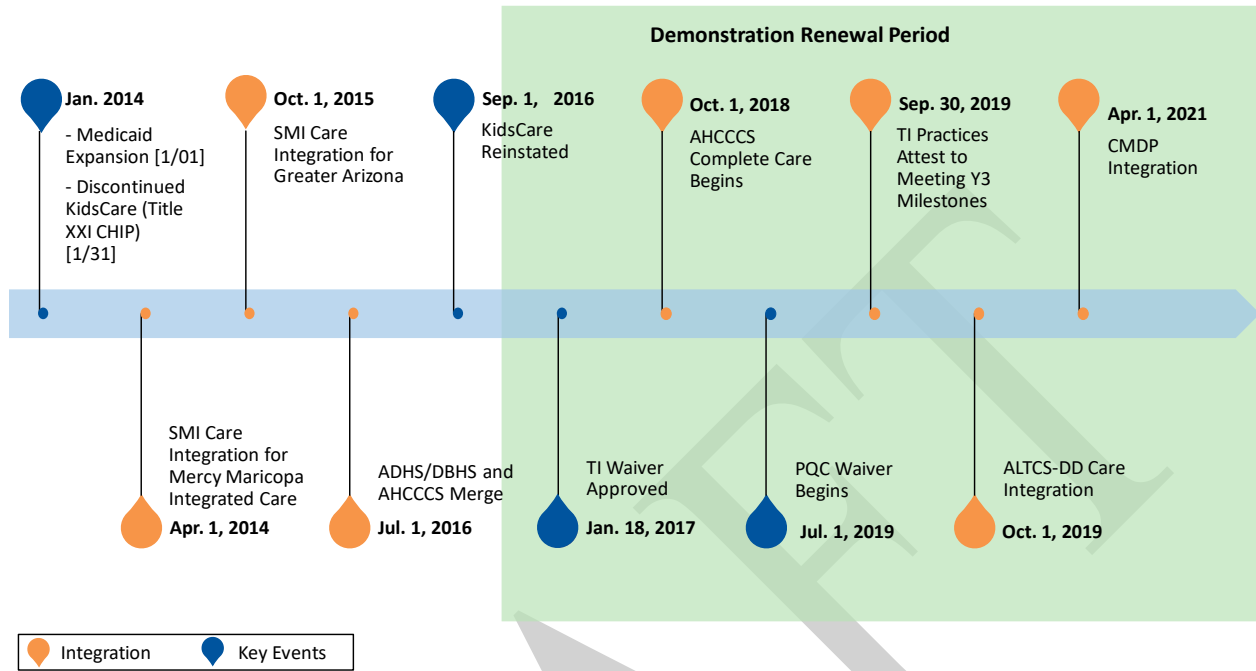 Demonstration Renewal Period
Jan. 2014
- Medicaid
Expansion [1/01]
- Discontinued
KidsCare (Title
XXI CHIP)
[1/31]
Oct. 1, 2015
SMI Care
Integration for
Greater Arizona
Sep. 1, 2016
KidsCare
Reinstated
Oct. 1, 2018
AHCCCS
Complete Care
Begins
Sep. 30, 2019
TI Practices
Attest to
Meeting Y3
Milestones
Apr. 1, 2021
CMDP
Integration
SMI Care
Integration for
Mercy Maricopa
Integrated Care
Apr. 1, 2014
ADHS/DBHS and
AHCCCS Merge
Jul. 1, 2016
TI Waiver
Approved
Jan. 18, 2017
PQC Waiver
Begins
Jul. 1, 2019
ALTCS-DD Care
Integration
Oct. 1, 2019
Integration
Key Events